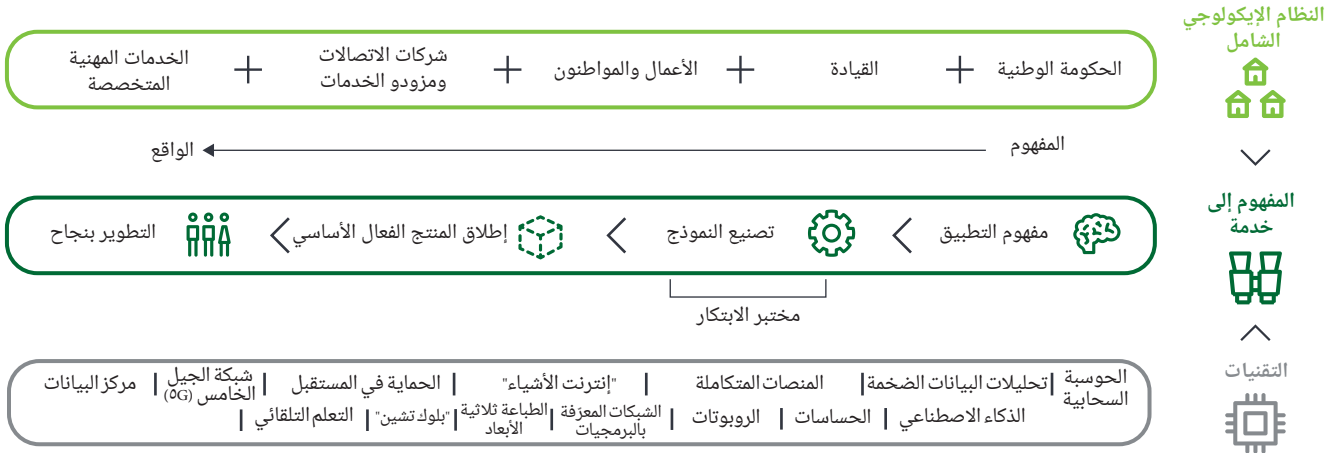 النظام الإيكولوجي
الشامل
الحكومة الوطنية + القيادة + الأعمال والمواطنون + شركات الاتصالات ومزودو الخدمات + الخدمات المهنية المتخصصة
المفهوم
الواقع
المفهوم إلى
خدمة
مفهوم التطبيق
تصنيع النموذج
إطلاق المنتج الفعال الأساسي
التطوير بنجاح
مختبر الابتكار
التقنيات
الحوسبة السحابية | تحليلات البيانات الضخمة | المنصات المتكاملة | "إنترنت الأشياء" | الحماية في المستقبل | شبكة الجيل الخامس (5G) | مركز البيانات
الذكاء الاصطناعي | الحساسات | الروبوتات | الشبكات المعرّفة بالبرمجيات | الطباعة ثلاثية الأبعاد | "بلوك تشين" | التعلم التلقائي |